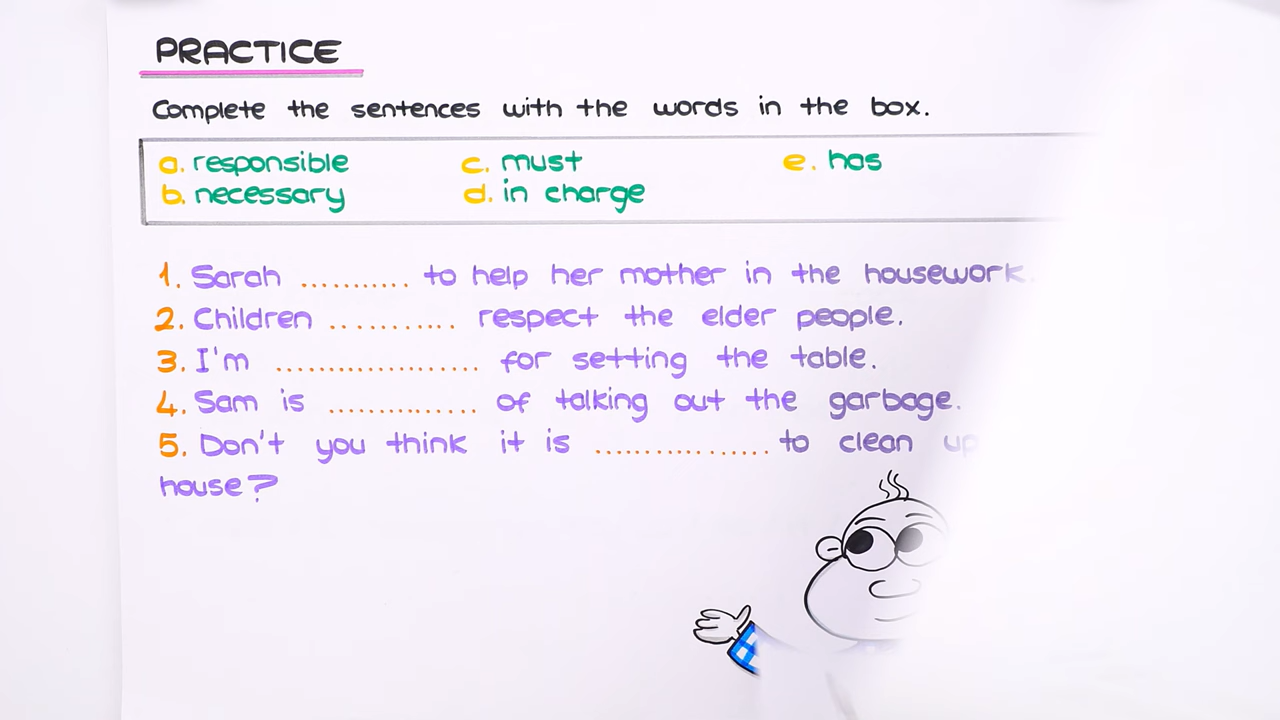 PRACTICE
Complete the sentences with the words in the box.
a. responsible c. must e. has
b. necessary d. in charge
1. Sarah ........... to help her mother in the housework.
2. Children ........... respect the elder people.
3. I'm ................... for setting the table.
4. Sam is .............. of talking out the garbage.
5. Don't you think it is ................ to clean up
house?